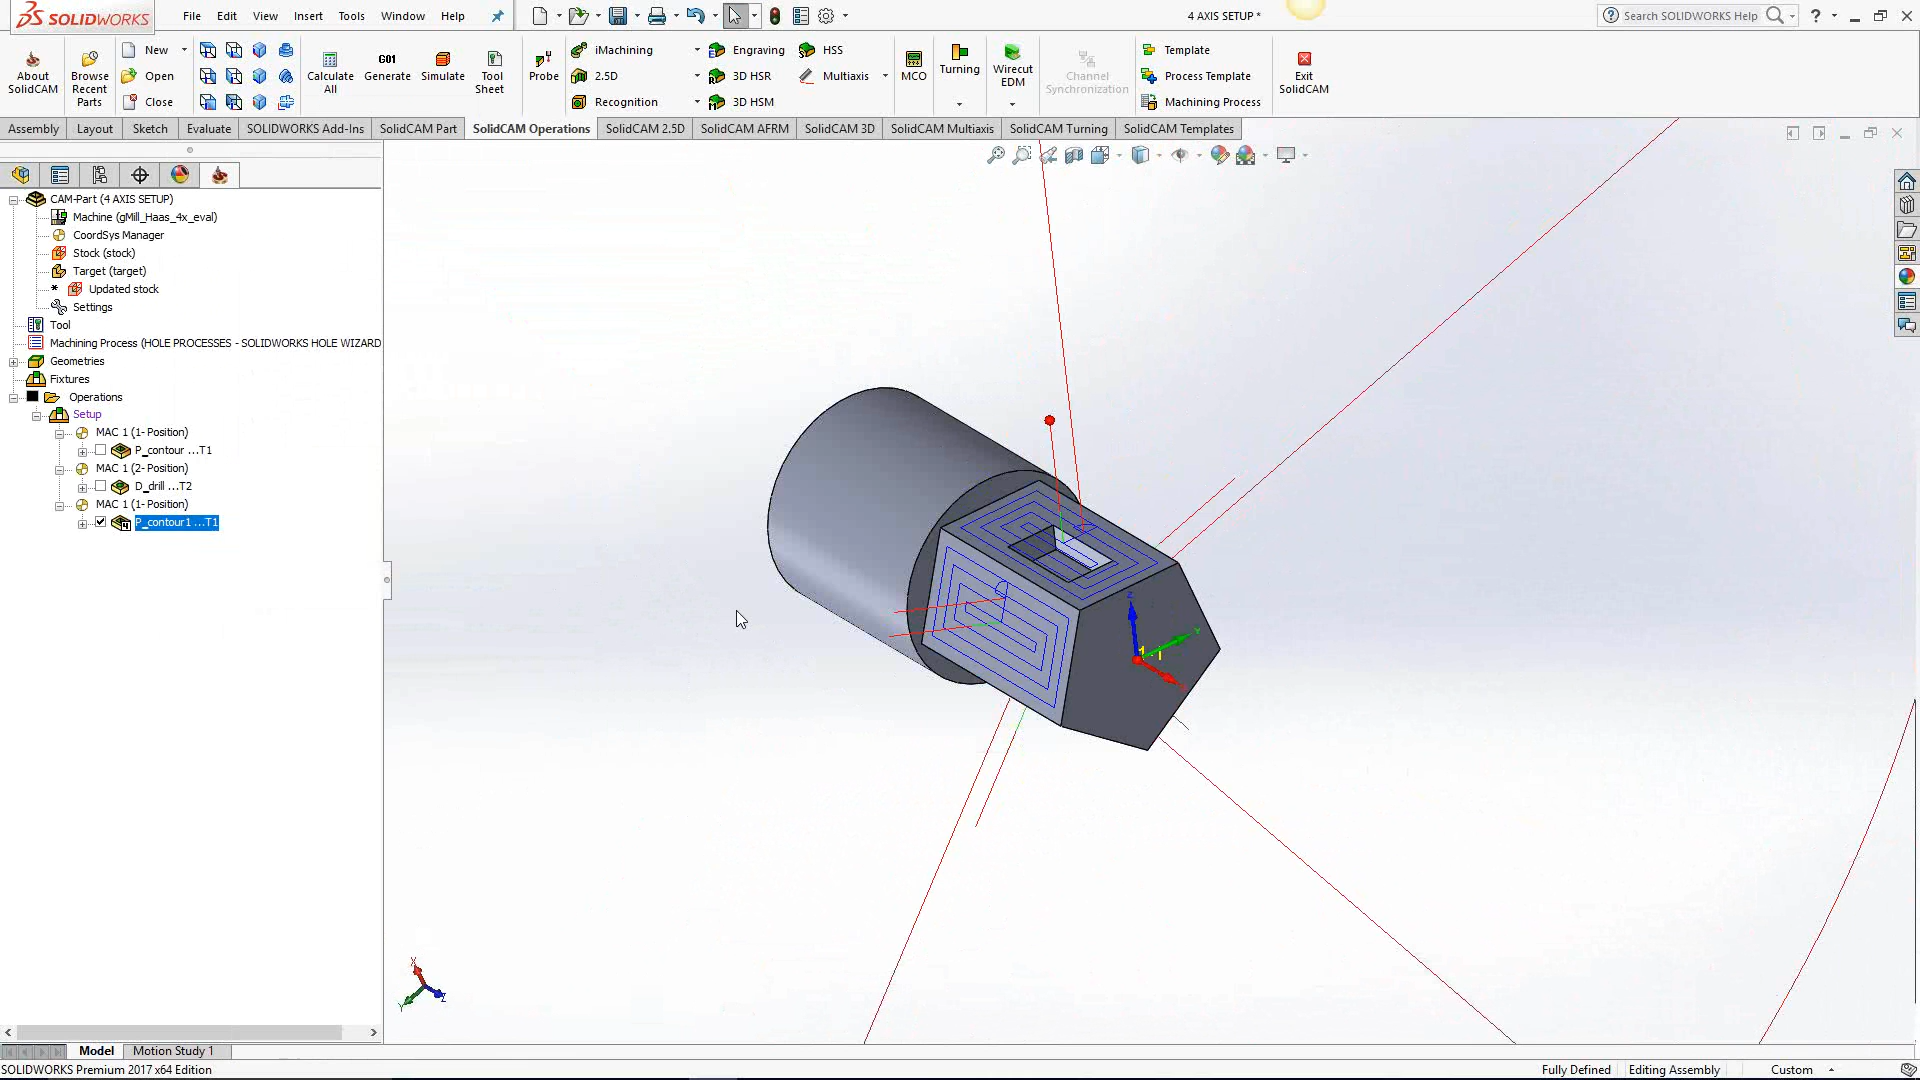 SOLIDWORKS
File Edit View Insert Tools Window Help
4 AXIS SETUP *
Search SOLIDWORKS Help
About SolidCAM
Browse Recent Parts
New
Open
Close
Calculate All
G01
Generate
Simulate
Tool Sheet
Probe
iMachining
2.5D
Recognition
Engraving
3D HSR
3D HSM
HSS
Multiaxis
MCO
Turning
Wirecut EDM
Channel Synchronization
Template
Process Template
Machining Process
Exit SolidCAM
Assembly Layout Sketch Evaluate SOLIDWORKS Add-Ins SolidCAM Part SolidCAM Operations SolidCAM 2.5D SolidCAM AFRM SolidCAM 3D SolidCAM Multiaxis SolidCAM Turning SolidCAM Templates
CAM-Part (4 AXIS SETUP)
Machine (gMill_Haas_4x_eval)
CoordSys Manager
Stock (stock)
Target (target)
* Updated stock
Settings
Tool
Machining Process (HOLE PROCESSES - SOLIDWORKS HOLE WIZARD
Geometries
Fixtures
Operations
Setup
MAC 1 (1- Position)
P_contour ...T1
MAC 1 (2- Position)
D_drill ...T2
MAC 1 (1- Position)
P_contour1 ...T1
Z
Y
X
Y
Z
Model Motion Study 1
SOLIDWORKS Premium 2017 x64 Edition
Fully Defined Editing Assembly Custom